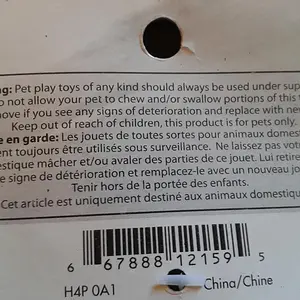 ng: Pet play toys of any kind should always be used under sup
o not allow your pet to chew and/or swallow portions of this
move if you see any signs of deterioration and replace with ne
Keep out of reach of children, this product is for pets only.
e en garde: Les jouets de toutes sortes pour animaux dome
ent toujours être utilisés sous surveillance. Ne laissez pas vot
estique mâcher et/ou avaler des parties de ce jouet. Lui retire
signe de détérioration et remplacez-le avec un nouveau jo
Tenir hors de la portée des enfants.
Cet article est uniquement destiné aux animaux domestiqu
6 67888 12159 5
H4P 0A1 China/Chine